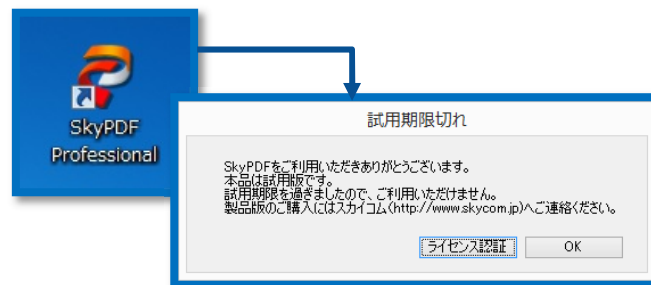 SkyPDF
Professional
試用期限切れ
SkyPDFをご利用いただきありがとうございます。
本品は試用版です。
試用期限を過ぎましたので、ご利用いただけません。
製品版のご購入にはスカイコム(http://www.skycom.jp)へご連絡ください。
ライセンス認証
OK